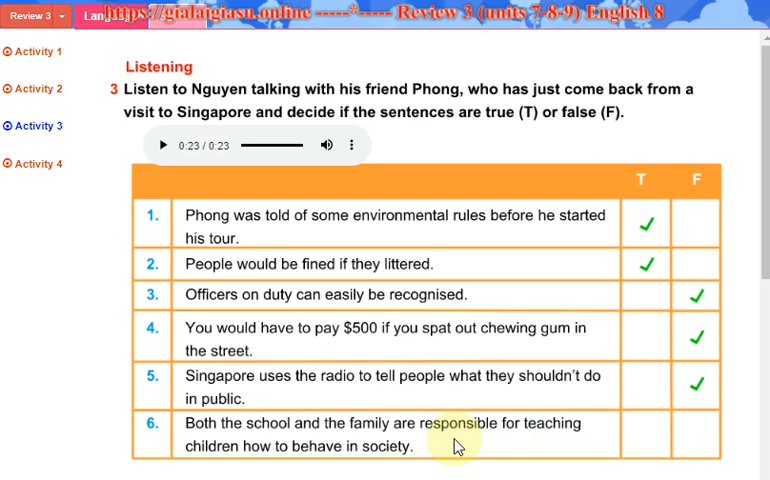 https://gialaigiasu.online -----*----- Review 3 (units 7-8-9) English 8
Review 3
Activity 1
Activity 2
Activity 3
Activity 4
Listening
3 Listen to Nguyen talking with his friend Phong, who has just come back from a
visit to Singapore and decide if the sentences are true (T) or false (F).
0:23 / 0:23
T F
1. Phong was told of some environmental rules before he started
his tour.
2. People would be fined if they littered.
3. Officers on duty can easily be recognised.
4. You would have to pay $500 if you spat out chewing gum in
the street.
5. Singapore uses the radio to tell people what they shouldn't do
in public.
6. Both the school and the family are responsible for teaching
children how to behave in society.